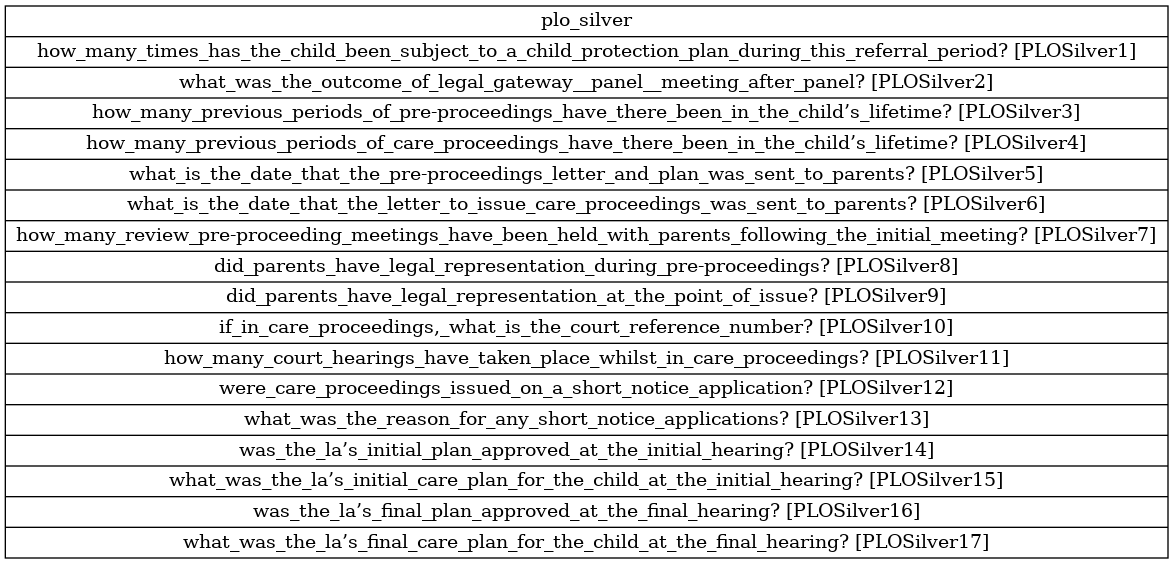 plo_silver
how_many_times_has_the_child_been_subject_to_a_child_protection_plan_during_this_referral_period? [PLOSilver1]
what_was_the_outcome_of_legal_gateway__panel__meeting_after_panel? [PLOSilver2]
how_many_previous_periods_of_pre-proceedings_have_there_been_in_the_child’s_lifetime? [PLOSilver3]
how_many_previous_periods_of_care_proceedings_have_there_been_in_the_child’s_lifetime? [PLOSilver4]
what_is_the_date_that_the_pre-proceedings_letter_and_plan_was_sent_to_parents? [PLOSilver5]
what_is_the_date_that_the_letter_to_issue_care_proceedings_was_sent_to_parents? [PLOSilver6]
how_many_review_pre-proceeding_meetings_have_been_held_with_parents_following_the_initial_meeting? [PLOSilver7]
did_parents_have_legal_representation_during_pre-proceedings? [PLOSilver8]
did_parents_have_legal_representation_at_the_point_of_issue? [PLOSilver9]
if_in_care_proceedings,_what_is_the_court_reference_number? [PLOSilver10]
how_many_court_hearings_have_taken_place_whilst_in_care_proceedings? [PLOSilver11]
were_care_proceedings_issued_on_a_short_notice_application? [PLOSilver12]
what_was_the_reason_for_any_short_notice_applications? [PLOSilver13]
was_the_la’s_initial_plan_approved_at_the_initial_hearing? [PLOSilver14]
what_was_the_la’s_initial_care_plan_for_the_child_at_the_initial_hearing? [PLOSilver15]
was_the_la’s_final_plan_approved_at_the_final_hearing? [PLOSilver16]
what_was_the_la’s_final_care_plan_for_the_child_at_the_final_hearing? [PLOSilver17]